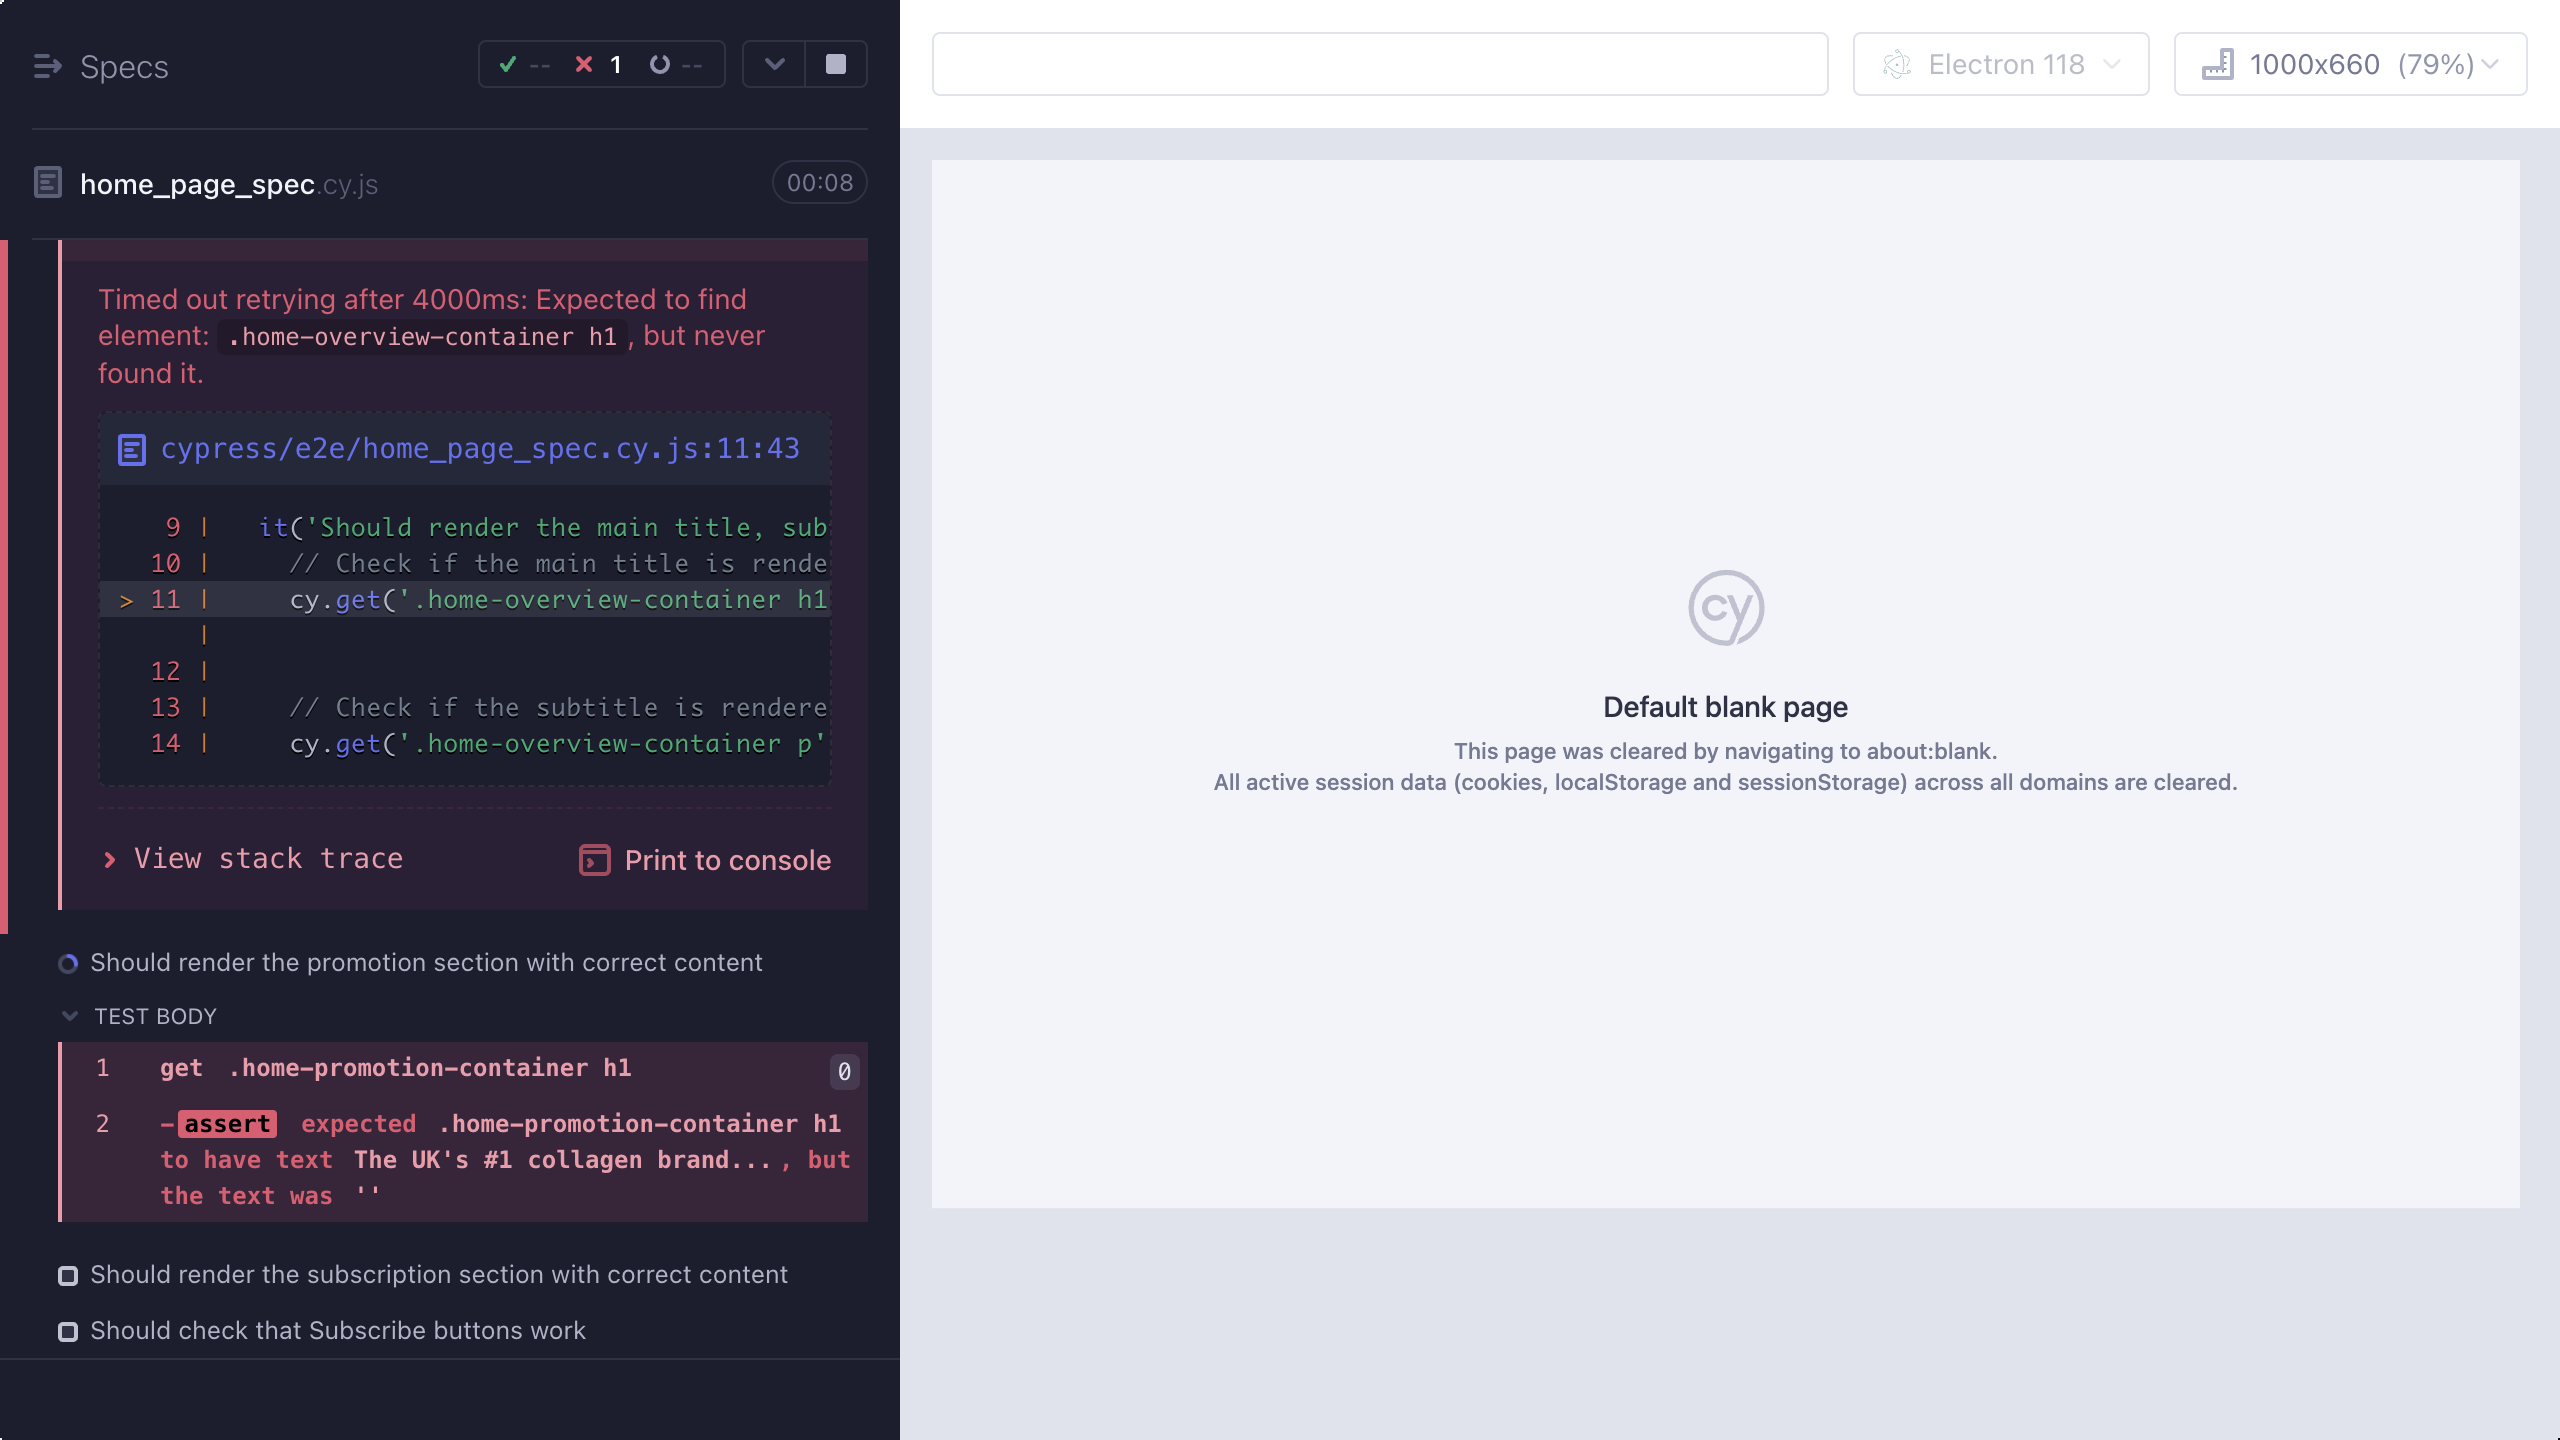 Specs
-- 1 --
home_page_spec.cy.js 00:08
Timed out retrying after 4000ms: Expected to find
element: .home-overview-container h1, but never
found it.
cypress/e2e/home_page_spec.cy.js:11:43
9 | it('Should render the main title, sub
10 | // Check if the main title is rende
> 11 | cy.get('.home-overview-container h1
|
12 |
13 | // Check if the subtitle is rendere
14 | cy.get('.home-overview-container p'
View stack trace Print to console
Should render the promotion section with correct content
TEST BODY
1 get .home-promotion-container h1 0
2 -assert expected .home-promotion-container h1
to have text The UK's #1 collagen brand..., but
the text was ''
Should render the subscription section with correct content
Should check that Subscribe buttons work
Electron 118
1000x660 (79%)
cy
Default blank page
This page was cleared by navigating to about:blank.
All active session data (cookies, localStorage and sessionStorage) across all domains are cleared.